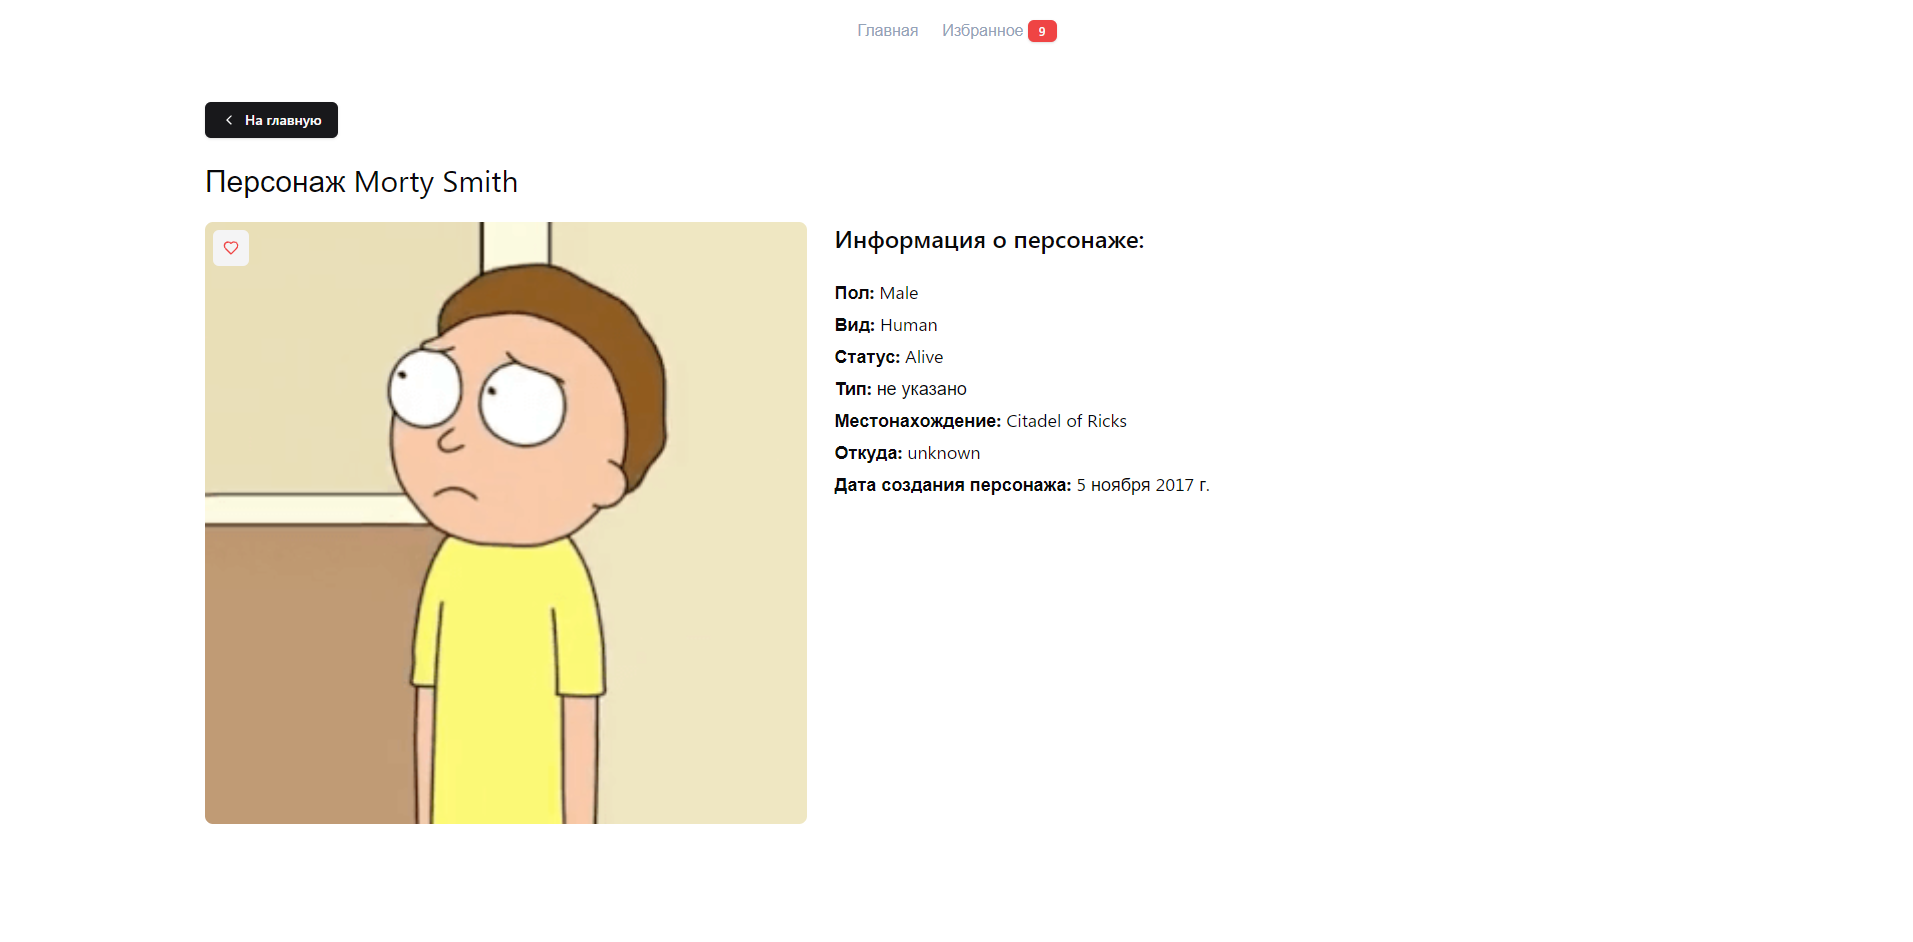 Главная Избранное 9
На главную
Персонаж Morty Smith
Информация о персонаже:
Пол: Male
Вид: Human
Статус: Alive
Тип: не указано
Местонахождение: Citadel of Ricks
Откуда: unknown
Дата создания персонажа: 5 ноября 2017 г.